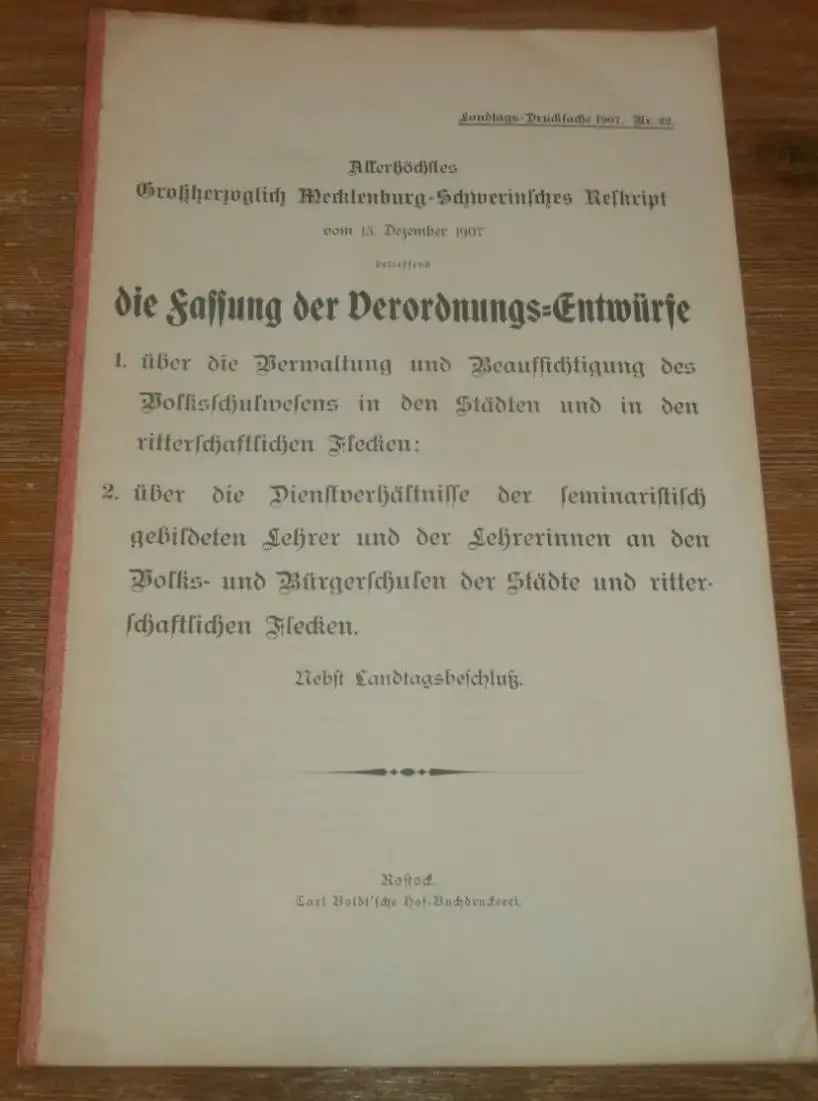 Landtags-Drucksache 1907. Nr. 22.
Allerhöchstes
Großherzoglich Mecklenburg-Schwerinsches Reskript
vom 13. Dezember 1907
betreffend
die Fassung der Verordnungs-Entwürfe
1. über die Verwaltung und Beaufsichtigung des
Volksschulwesens in den Städten und in den
ritterschaftlichen Flecken;
2. über die Dienstverhältnisse der seminaristisch
gebildeten Lehrer und der Lehrerinnen an den
Volks- und Bürgerschulen der Städte und ritter-
schaftlichen Flecken.
Nebst Landtagsbeschluß.
Rostock.
Carl Boldt'sche Hof-Buchdruckerei.